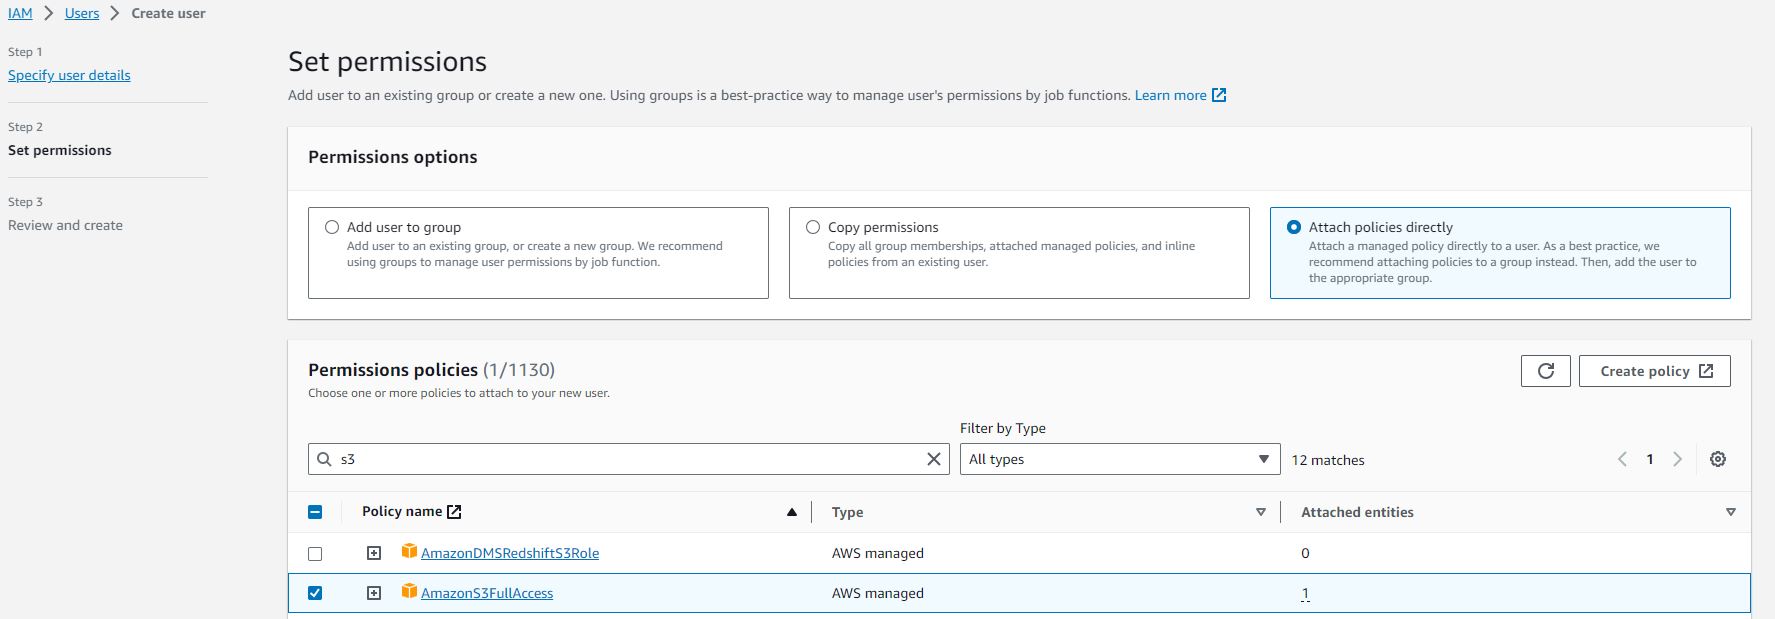 IAM > Users > Create user
Step 1
Specify user details
Step 2
Set permissions
Step 3
Review and create
Set permissions
Add user to an existing group or create a new one. Using groups is a best-practice way to manage user's permissions by job functions. Learn more
Permissions options
Add user to group
Add user to an existing group, or create a new group. We recommend
using groups to manage user permissions by job function.
Copy permissions
Copy all group memberships, attached managed policies, and inline
policies from an existing user.
Attach policies directly
Attach a managed policy directly to a user. As a best practice, we
recommend attaching policies to a group instead. Then, add the user to
the appropriate group.
Permissions policies (1/1130)
Choose one or more policies to attach to your new user.
Create policy
Filter by Type
s3
All types
12 matches
1
Policy name Type Attached entities
AmazonDMSRedshiftS3Role AWS managed 0
AmazonS3FullAccess AWS managed 1